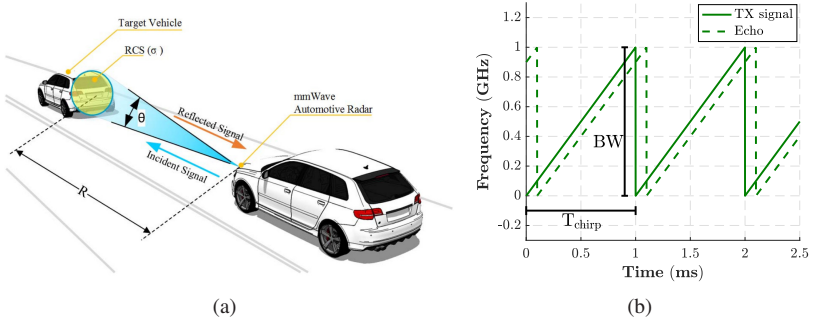 Target Vehicle
RCS (σ)
mmWave
Automotive Radar
θ
Reflected Signal
Incident Signal
R
(a)
TX signal
Echo
1
0.8
0.6
0.4
0.2
0
-0.2
Frequency (GHz)
BW
T_chirp
0
0.5
1
1.5
2
2.5
Time (ms)
(b)